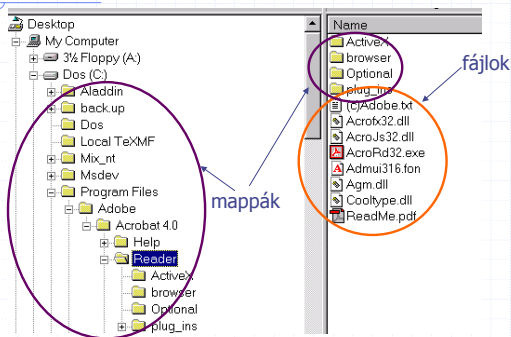 Desktop
My Computer
3½ Floppy (A:)
Dos (C:)
Aladdin
back.up
Dos
Local TeXMF
Mix_nt
Msdev
Program Files
Adobe
Acrobat 4.0
Help
Reader
ActiveX
browser
Optional
plug_ins
mappák
Name
ActiveX
browser
Optional
plug_ins
(c)Adobe.txt
Acrofx32.dll
AcroJs32.dll
AcroRd32.exe
Admui316.fon
Agm.dll
Cooltype.dll
ReadMe.pdf
fájlok